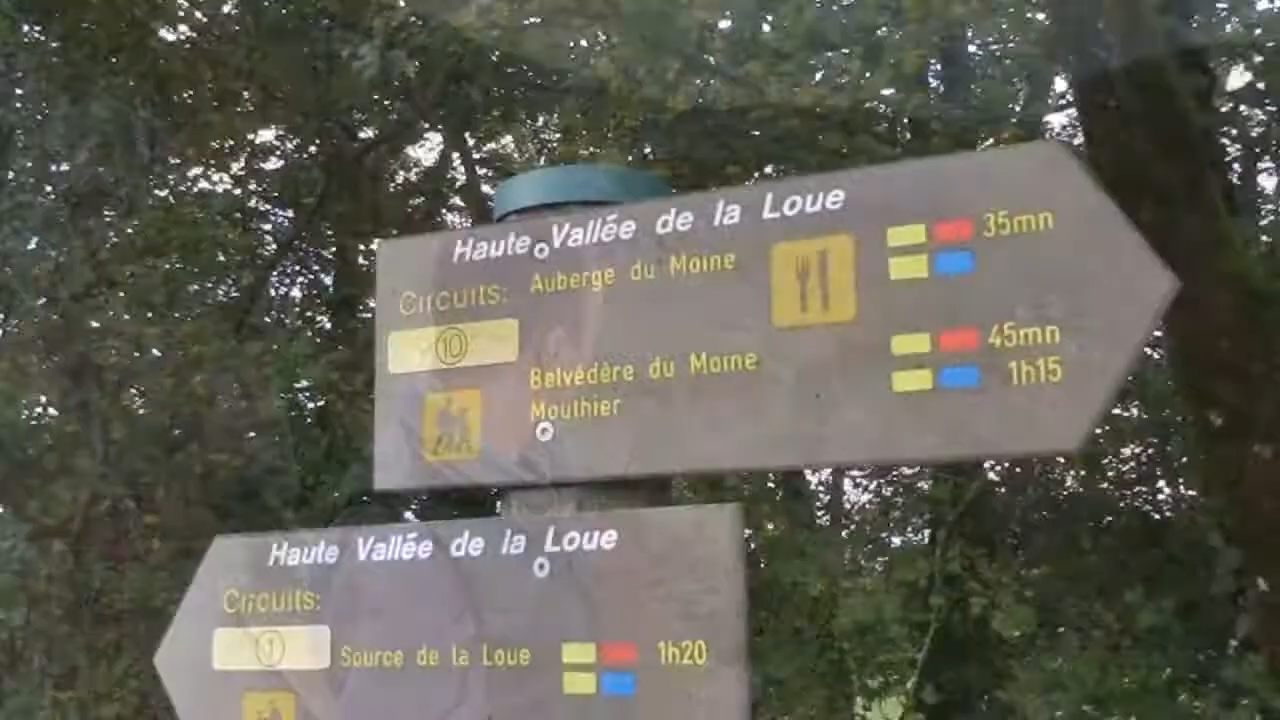 Haute Vallée de la Loue
Circuits: Auberge du Moine 35mn
10
Belvédère du Moine 45mn
Mouthier 1h15
Haute Vallée de la Loue
Circuits:
1 Source de la Loue 1h20